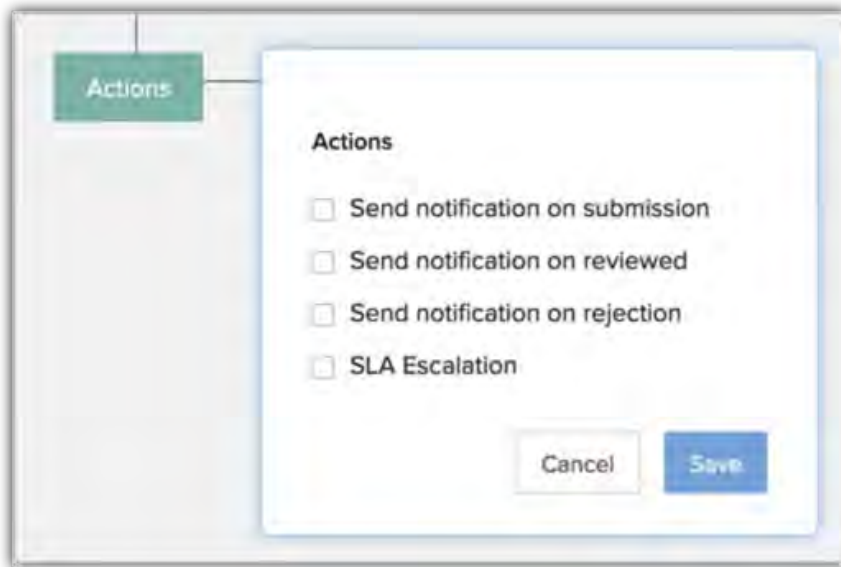 Actions
Actions
Send notification on submission
Send notification on reviewed
Send notification on rejection
SLA Escalation
Cancel
Save